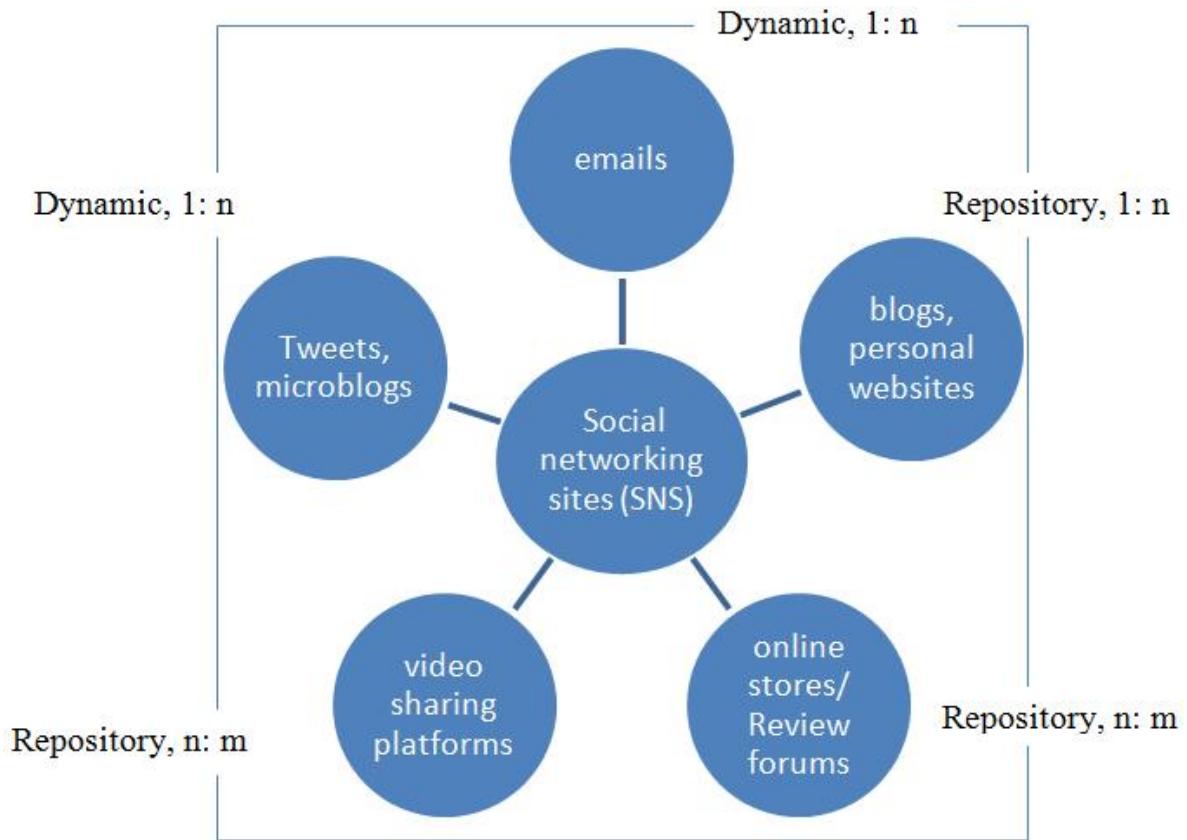 Dynamic, 1: n
emails
Dynamic, 1: n
Repository, 1: n
Tweets,
microblogs
blogs,
personal
websites
Social
networking
sites (SNS)
video
sharing
platforms
online
stores/
Review
forums
Repository, n: m
Repository, n: m